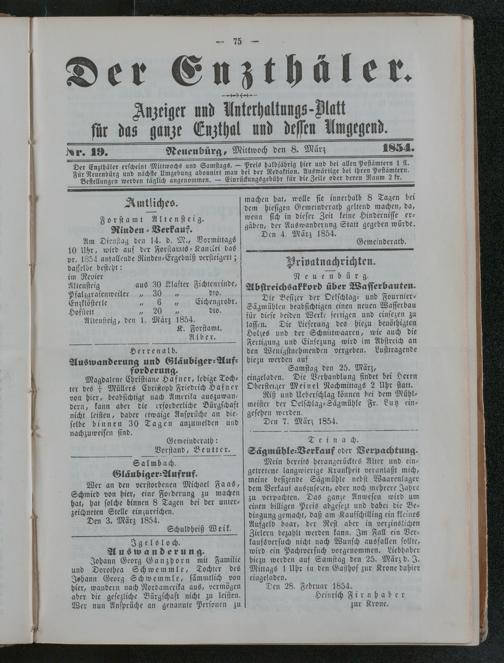 — 75 —
Der Enzthäler.
Anzeiger und Unterhaltungs-Blatt
für das ganze Enzthal und dessen Umgegend.
Nr. 19. Neuenbürg, Mittwoch den 8. März 1854.
Der Enzthäler erscheint Mittwochs und Samstags. — Preis halbjährig hier und bei allen Postämtern 1 fl.
Für Neuenbürg und nächste Umgebung abonnirt man bei der Redaktion. Auswärtige bei ihren Postämtern.
Bestellungen werden täglich angenommen. — Einrückungsgebühr für die Zeile oder deren Raum 2 kr.
Amtliches.
Forstamt Altensteig.
Rinden-Verkauf.
Am Dienstag den 14. d. M., Vormittags
10 Uhr, wird auf der Forstamts-Kanzlei das
pr. 1854 anfallende Rinden-Ergebniß versteigert;
dasselbe besteht:
im Revier
Altensteig aus 30 Klafter Fichtenrinde,
Pfalzgrafenweiler „ 30 „ dto.
Enzklösterle „ 6 „ Eichengrobr.
Hofstett „ 20 „ dto.
Altensteig, den 1. März 1854.
K. Forstamt.
Alber.
Herrenalb.
Auswanderung und Gläubiger-Auf-
forderung.
Magdalene Christiane Hafner, ledige Toch-
ter des † Müllers Christoph Friedrich Hafner
von hier, beabsichtigt nach Amerika auszuwan-
dern, kann aber die erforderliche Bürgschaft
nicht leisten, daher etwaige Ansprüche an die-
selbe binnen 30 Tagen anzumelden und
nachzuweisen sind.
Gemeinderath:
Vorstand, Beutter.
Salmbach.
Gläubiger-Aufruf.
Wer an den verstorbenen Michael Faas,
Schmied von hier, eine Forderung zu machen
hat, hat solche binnen 8 Tagen bei der unter-
zeichneten Stelle einzureichen.
Den 3. März 1854.
Schuldheiß Weik.
Igelsloch.
Auswanderung.
Johann Georg Ganzhorn mit Familie
und Dorothea Schwemmle, Tochter des
Johann Georg Schwemmle, sämmtlich von
hier, wandern nach Nordamerika aus, vermögen
aber die gesetzliche Bürgschaft nicht zu leisten.
Wer nun Ansprüche an genannte Personen zu
machen hat, wolle sie innerhalb 8 Tagen bei
dem hiesigen Gemeinderath geltend machen, da,
wenn sich in dieser Zeit keine Hindernisse er-
gäben, der Auswanderung Statt gegeben würde.
Den 4. März 1854.
Gemeinderath.
Privatnachrichten.
Neuenbürg.
Abstreichsakkord über Wasserbauten.
Die Besizer der Oelschlag- und Fournier-
Sägmühlen beabsichtigen einen neuen Wasserbau
für diese beiden Werke fertigen und einsetzen zu
lassen. Die Lieferung des hiezu benöthigten
Holzes und der Schnittwaaren, wie auch die
Fertigung und Einsetzung wird im Abstreich an
den Wenigstnehmenden vergeben. Lusttragende
hiezu werden auf
Samstag den 25. März,
eingeladen. Die Verhandlung findet bei Herrn
Obersteiger Meinel Nachmittags 2 Uhr statt.
Riß und Ueberschlag können bei dem Mühl-
meister der Oelschlag-Sägmühle Fr. Lutz ein-
gesehen werden.
Den 7. März 1854.
Teinach.
Sägmühle-Verkauf oder Verpachtung.
Mein bereits herangerücktes Alter und ein-
getretene langwierige Krankheit veranlaßt mich,
meine besizende Sägmühle nebst Waarenlager
dem Verkauf auszusezen, oder noch mehrere Jahre
zu verpachten. Das ganze Anwesen wird um
einen billigen Preis abgesezt und dabei die Be-
dingung gemacht, daß am Kaufschilling ein kleines
Aufgeld baar, der Rest aber in verzinslichen
Zielern bezahlt werden kann. Im Fall ein Ver-
kaufsversuch nicht nach Wunsch ausfallen sollte,
wird ein Pachtversuch vorgenommen. Liebhaber
hiezu werden auf Samstag den 25. März d. J.
Mittags 1 Uhr in den Gasthof zur Krone dahier
eingeladen.
Den 28. Februar 1854.
Heinrich Firnhaber
zur Krone.